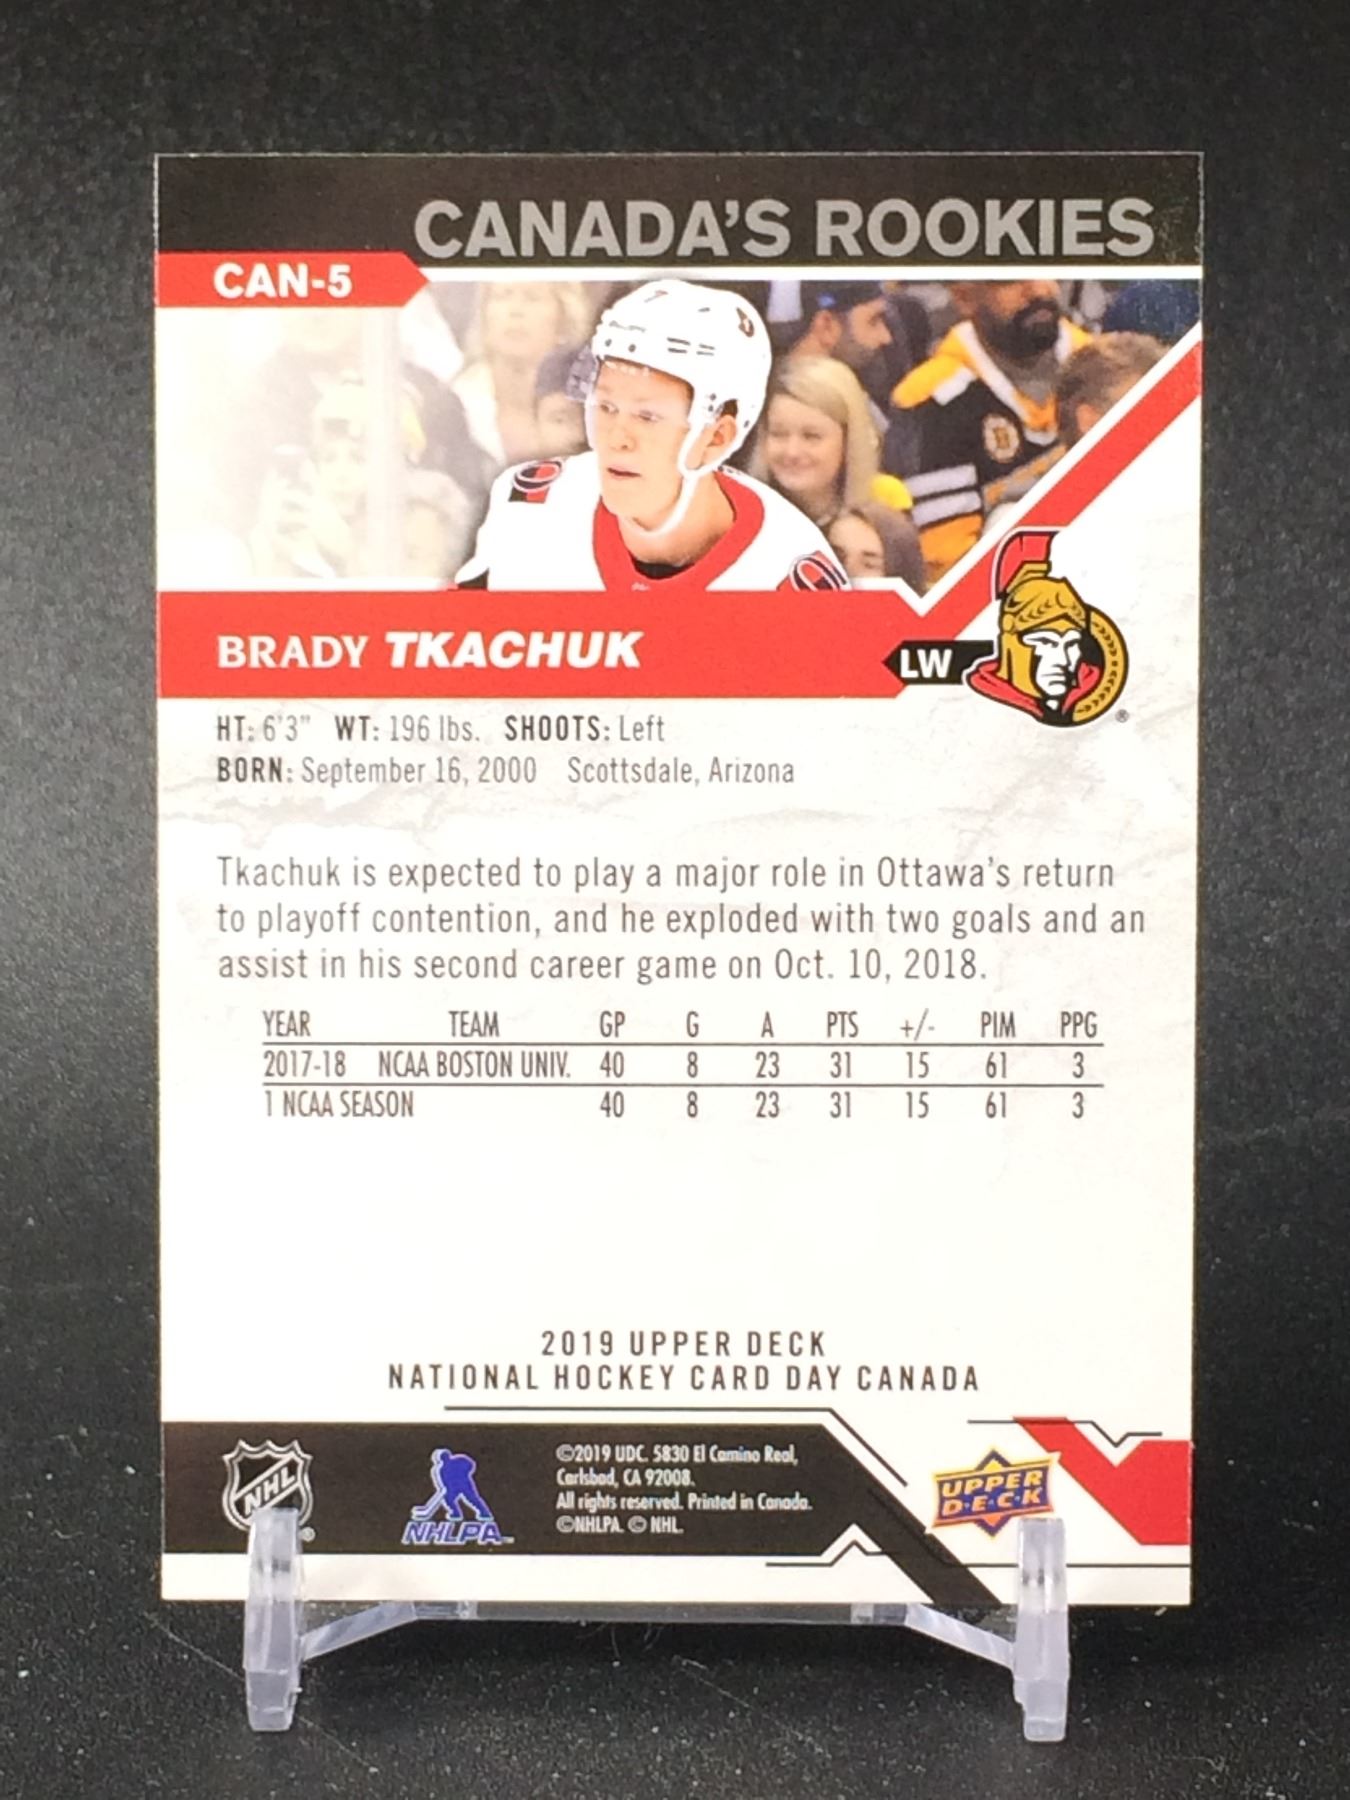 CANADA'S ROOKIES
CAN-5
BRADY TKACHUK
LW
HT: 6'3" WT: 196 lbs. SHOOTS: Left
BORN: September 16, 2000 Scottsdale, Arizona
Tkachuk is expected to play a major role in Ottawa's return
to playoff contention, and he exploded with two goals and an
assist in his second career game on Oct. 10, 2018.
YEAR TEAM GP G A PTS +/- PIM PPG
2017-18 NCAA BOSTON UNIV. 40 8 23 31 15 61 3
1 NCAA SEASON 40 8 23 31 15 61 3
2019 UPPER DECK
NATIONAL HOCKEY CARD DAY CANADA
NHL
NHLPA
©2019 UDC. 5830 El Camino Real,
Carlsbad, CA 92008.
All rights reserved. Printed in Canada.
©NHLPA. © NHL.
UPPER
D·E·C·K